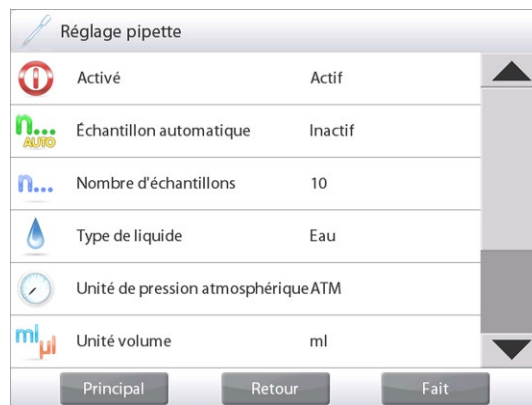 Réglage pipette
Activé Actif
n... AUTO Échantillon automatique Inactif
n... Nombre d'échantillons 10
Type de liquide Eau
Unité de pression atmosphérique ATM
ml µl Unité volume ml
Principal Retour Fait